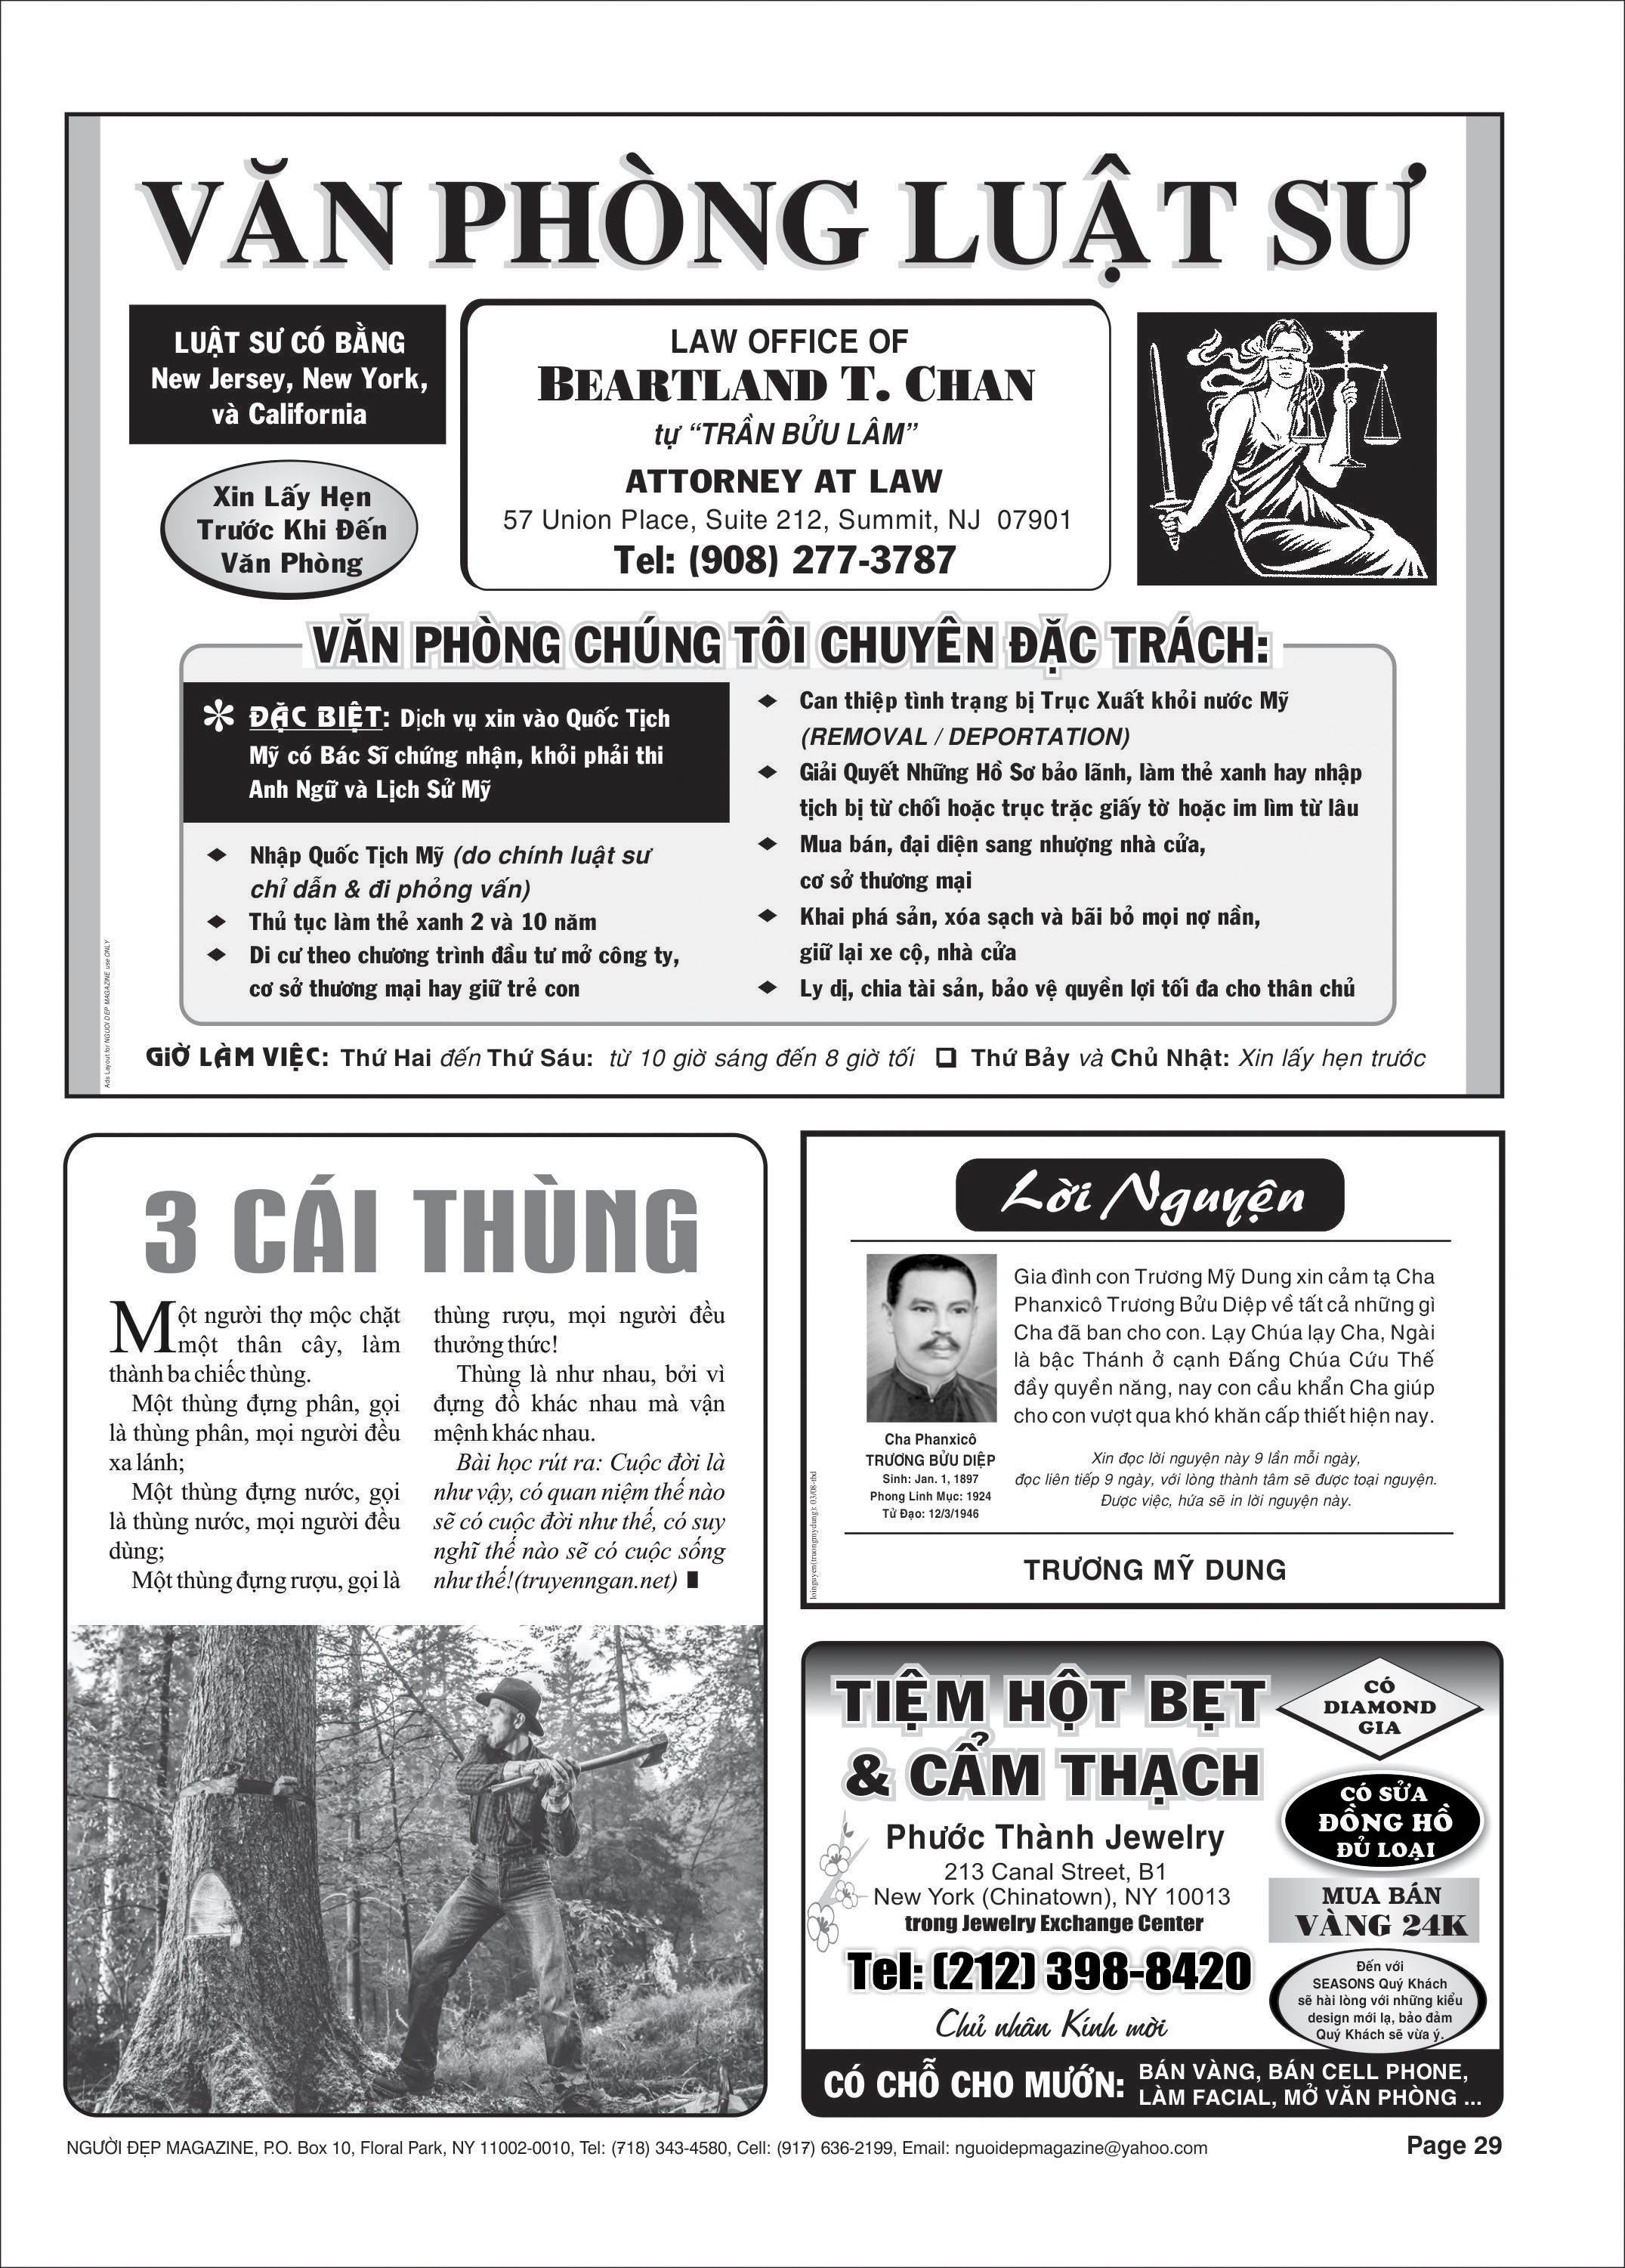 VĂN PHÒNG LUẬT SƯ
LUẬT SƯ CÓ BẰNG
New Jersey, New York,
và California
Xin Lấy Hẹn
Trước Khi Đến
Văn Phòng
LAW OFFICE OF
BEARTLAND T. CHAN
tự “TRẦN BỬU LÂM”
ATTORNEY AT LAW
57 Union Place, Suite 212, Summit, NJ 07901
Tel: (908) 277-3787
VĂN PHÒNG CHÚNG TÔI CHUYÊN ĐẶC TRÁCH:
✽ ĐẶC BIỆT: Dịch vụ xin vào Quốc Tịch
Mỹ có Bác Sĩ chứng nhận, khỏi phải thi
Anh Ngữ và Lịch Sử Mỹ
◆ Nhập Quốc Tịch Mỹ (do chính luật sư
chỉ dẫn & đi phỏng vấn)
◆ Thủ tục làm thẻ xanh 2 và 10 năm
◆ Di cư theo chương trình đầu tư mở công ty,
cơ sở thương mại hay giữ trẻ con
◆ Can thiệp tình trạng bị Trục Xuất khỏi nước Mỹ
(REMOVAL / DEPORTATION)
◆ Giải Quyết Những Hồ Sơ bảo lãnh, làm thẻ xanh hay nhập
tịch bị từ chối hoặc trục trặc giấy tờ hoặc im lìm từ lâu
◆ Mua bán, đại diện sang nhượng nhà cửa,
cơ sở thương mại
◆ Khai phá sản, xóa sạch và bãi bỏ mọi nợ nần,
giữ lại xe cộ, nhà cửa
◆ Ly dị, chia tài sản, bảo vệ quyền lợi tối đa cho thân chủ
GIỜ LÀM VIỆC: Thứ Hai đến Thứ Sáu: từ 10 giờ sáng đến 8 giờ tối ❑ Thứ Bảy và Chủ Nhật: Xin lấy hẹn trước
Ads Layout for NGUOI DEP MAGAZINE use ONLY
3 CÁI THÙNG
Một người thợ mộc chặt
một thân cây, làm
thành ba chiếc thùng.
Một thùng đựng phân, gọi
là thùng phân, mọi người đều
xa lánh;
Một thùng đựng nước, gọi
là thùng nước, mọi người đều
dùng;
Một thùng đựng rượu, gọi là
thùng rượu, mọi người đều
thưởng thức!
Thùng là như nhau, bởi vì
đựng đồ khác nhau mà vận
mệnh khác nhau.
Bài học rút ra: Cuộc đời là
như vậy, có quan niệm thế nào
sẽ có cuộc đời như thế, có suy
nghĩ thế nào sẽ có cuộc sống
như thế!(truyenngan.net)
Lời Nguyện
Gia đình con Trương Mỹ Dung xin cảm tạ Cha
Phanxicô Trương Bửu Diệp về tất cả những gì
Cha đã ban cho con. Lạy Chúa lạy Cha, Ngài
là bậc Thánh ở cạnh Đấng Chúa Cứu Thế
đầy quyền năng, nay con cầu khẩn Cha giúp
cho con vượt qua khó khăn cấp thiết hiện nay.
Cha Phanxicô
TRƯƠNG BỬU DIỆP
Sinh: Jan. 1, 1897
Phong Linh Mục: 1924
Tử Đạo: 12/3/1946
Xin đọc lời nguyện này 9 lần mỗi ngày,
đọc liên tiếp 9 ngày, với lòng thành tâm sẽ được toại nguyện.
Được việc, hứa sẽ in lời nguyện này.
loinguyen(truongmydung): 03/08-thd
TRƯƠNG MỸ DUNG
TIỆM HỘT BẸT
& CẨM THẠCH
Phước Thành Jewelry
213 Canal Street, B1
New York (Chinatown), NY 10013
trong Jewelry Exchange Center
Tel: (212) 398-8420
Chủ nhân Kính mời
CÓ
DIAMOND
GIA
CÓ SỬA
ĐỒNG HỒ
ĐỦ LOẠI
MUA BÁN
VÀNG 24K
Đến với
SEASONS Quý Khách
sẽ hài lòng với những kiểu
design mới lạ, bảo đảm
Quý Khách sẽ vừa ý.
CÓ CHỖ CHO MƯỚN: BÁN VÀNG, BÁN CELL PHONE,
LÀM FACIAL, MỞ VĂN PHÒNG ...
NGƯỜI ĐẸP MAGAZINE, P.O. Box 10, Floral Park, NY 11002-0010, Tel: (718) 343-4580, Cell: (917) 636-2199, Email: nguoidepmagazine@yahoo.com
Page 29